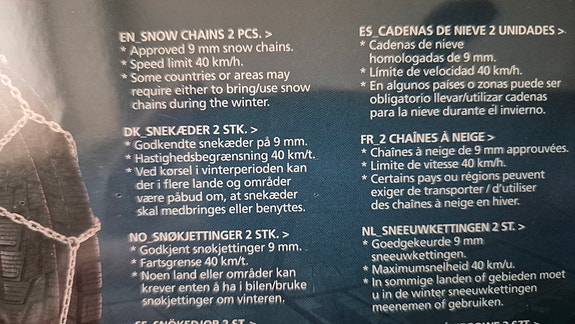 EN_SNOW CHAINS 2 PCS. >
* Approved 9 mm snow chains.
* Speed limit 40 km/h.
* Some countries or areas may
require either to bring/use snow
chains during the winter.
DK_SNEKÆDER 2 STK. >
* Godkendte snekæder på 9 mm.
* Hastighedsbegrænsning 40 km/t.
* Ved kørsel i vinterperioden kan
der i flere lande og områder
være påbud om, at snekæder
skal medbringes eller benyttes.
NO_SNØKJETTINGER 2 STK. >
* Godkjent snøkjettinger 9 mm.
* Fartsgrense 40 km/t.
* Noen land eller områder kan
krever enten å ha i bilen/bruke
snøkjettinger om vinteren.
ES_CADENAS DE NIEVE 2 UNIDADES >
* Cadenas de nieve
homologadas de 9 mm.
* Límite de velocidad 40 km/h.
* En algunos países o zonas puede ser
obligatorio llevar/utilizar cadenas
para la nieve durante el invierno.
FR_2 CHAÎNES À NEIGE >
* Chaînes à neige de 9 mm approuvées.
* Limite de vitesse 40 km/h.
* Certains pays ou régions peuvent
exiger de transporter / d'utiliser
des chaînes à neige en hiver.
NL_SNEEUWKETTINGEN 2 ST. >
* Goedgekeurde 9 mm
sneeuwkettingen.
* Maximumsnelheid 40 km/u.
* In sommige landen of gebieden moet
u in de winter sneeuwkettingen
meenemen of gebruiken.